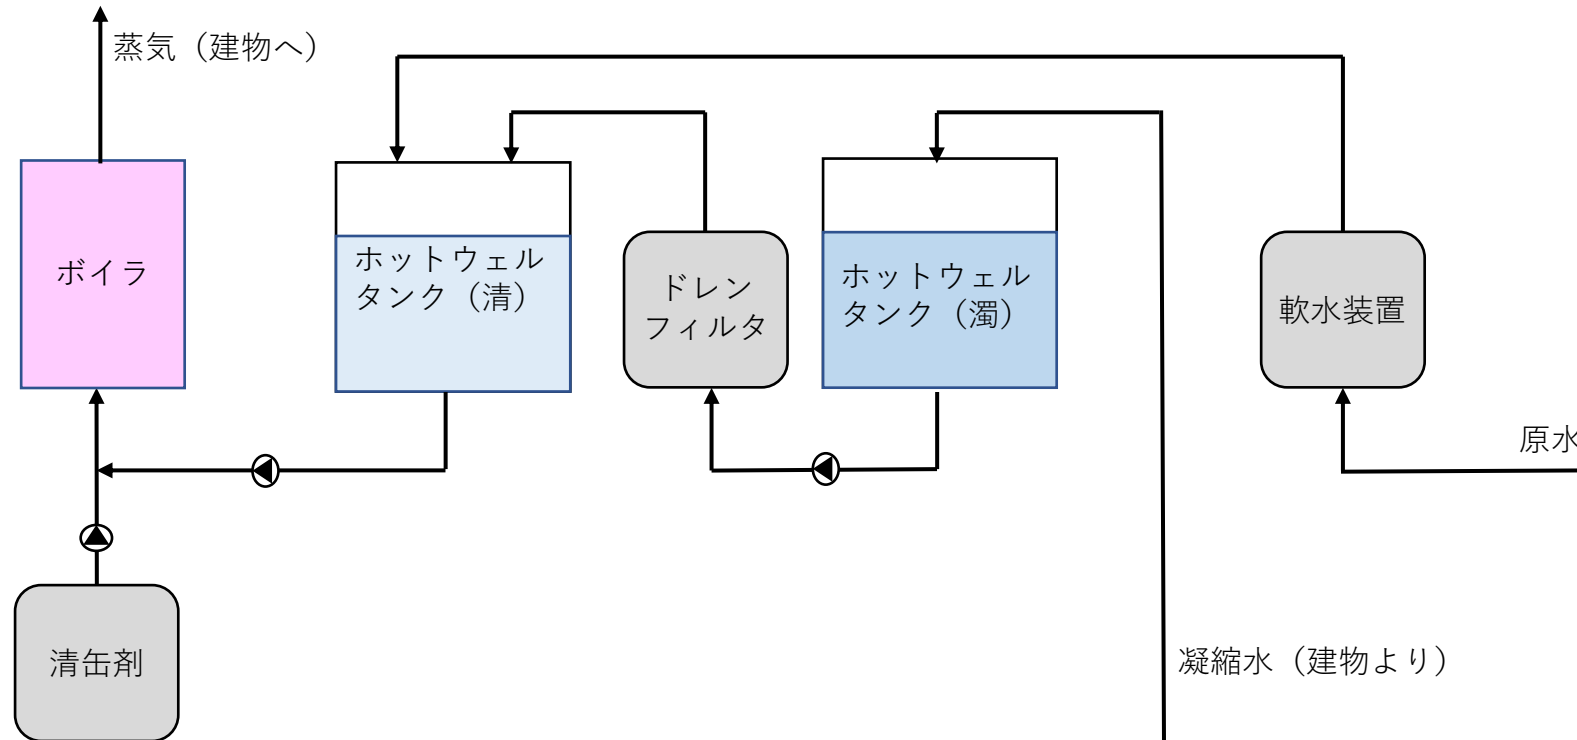 蒸気（建物へ）
ボイラ
ホットウェル
タンク（清）
ドレン
フィルタ
ホットウェル
タンク（濁）
軟水装置
原水
清缶剤
凝縮水（建物より）